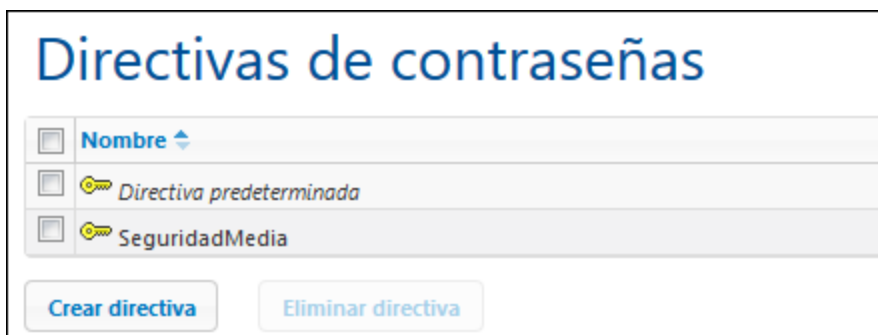 Directivas de contraseñas
Nombre
Directiva predeterminada
SeguridadMedia
Crear directiva Eliminar directiva